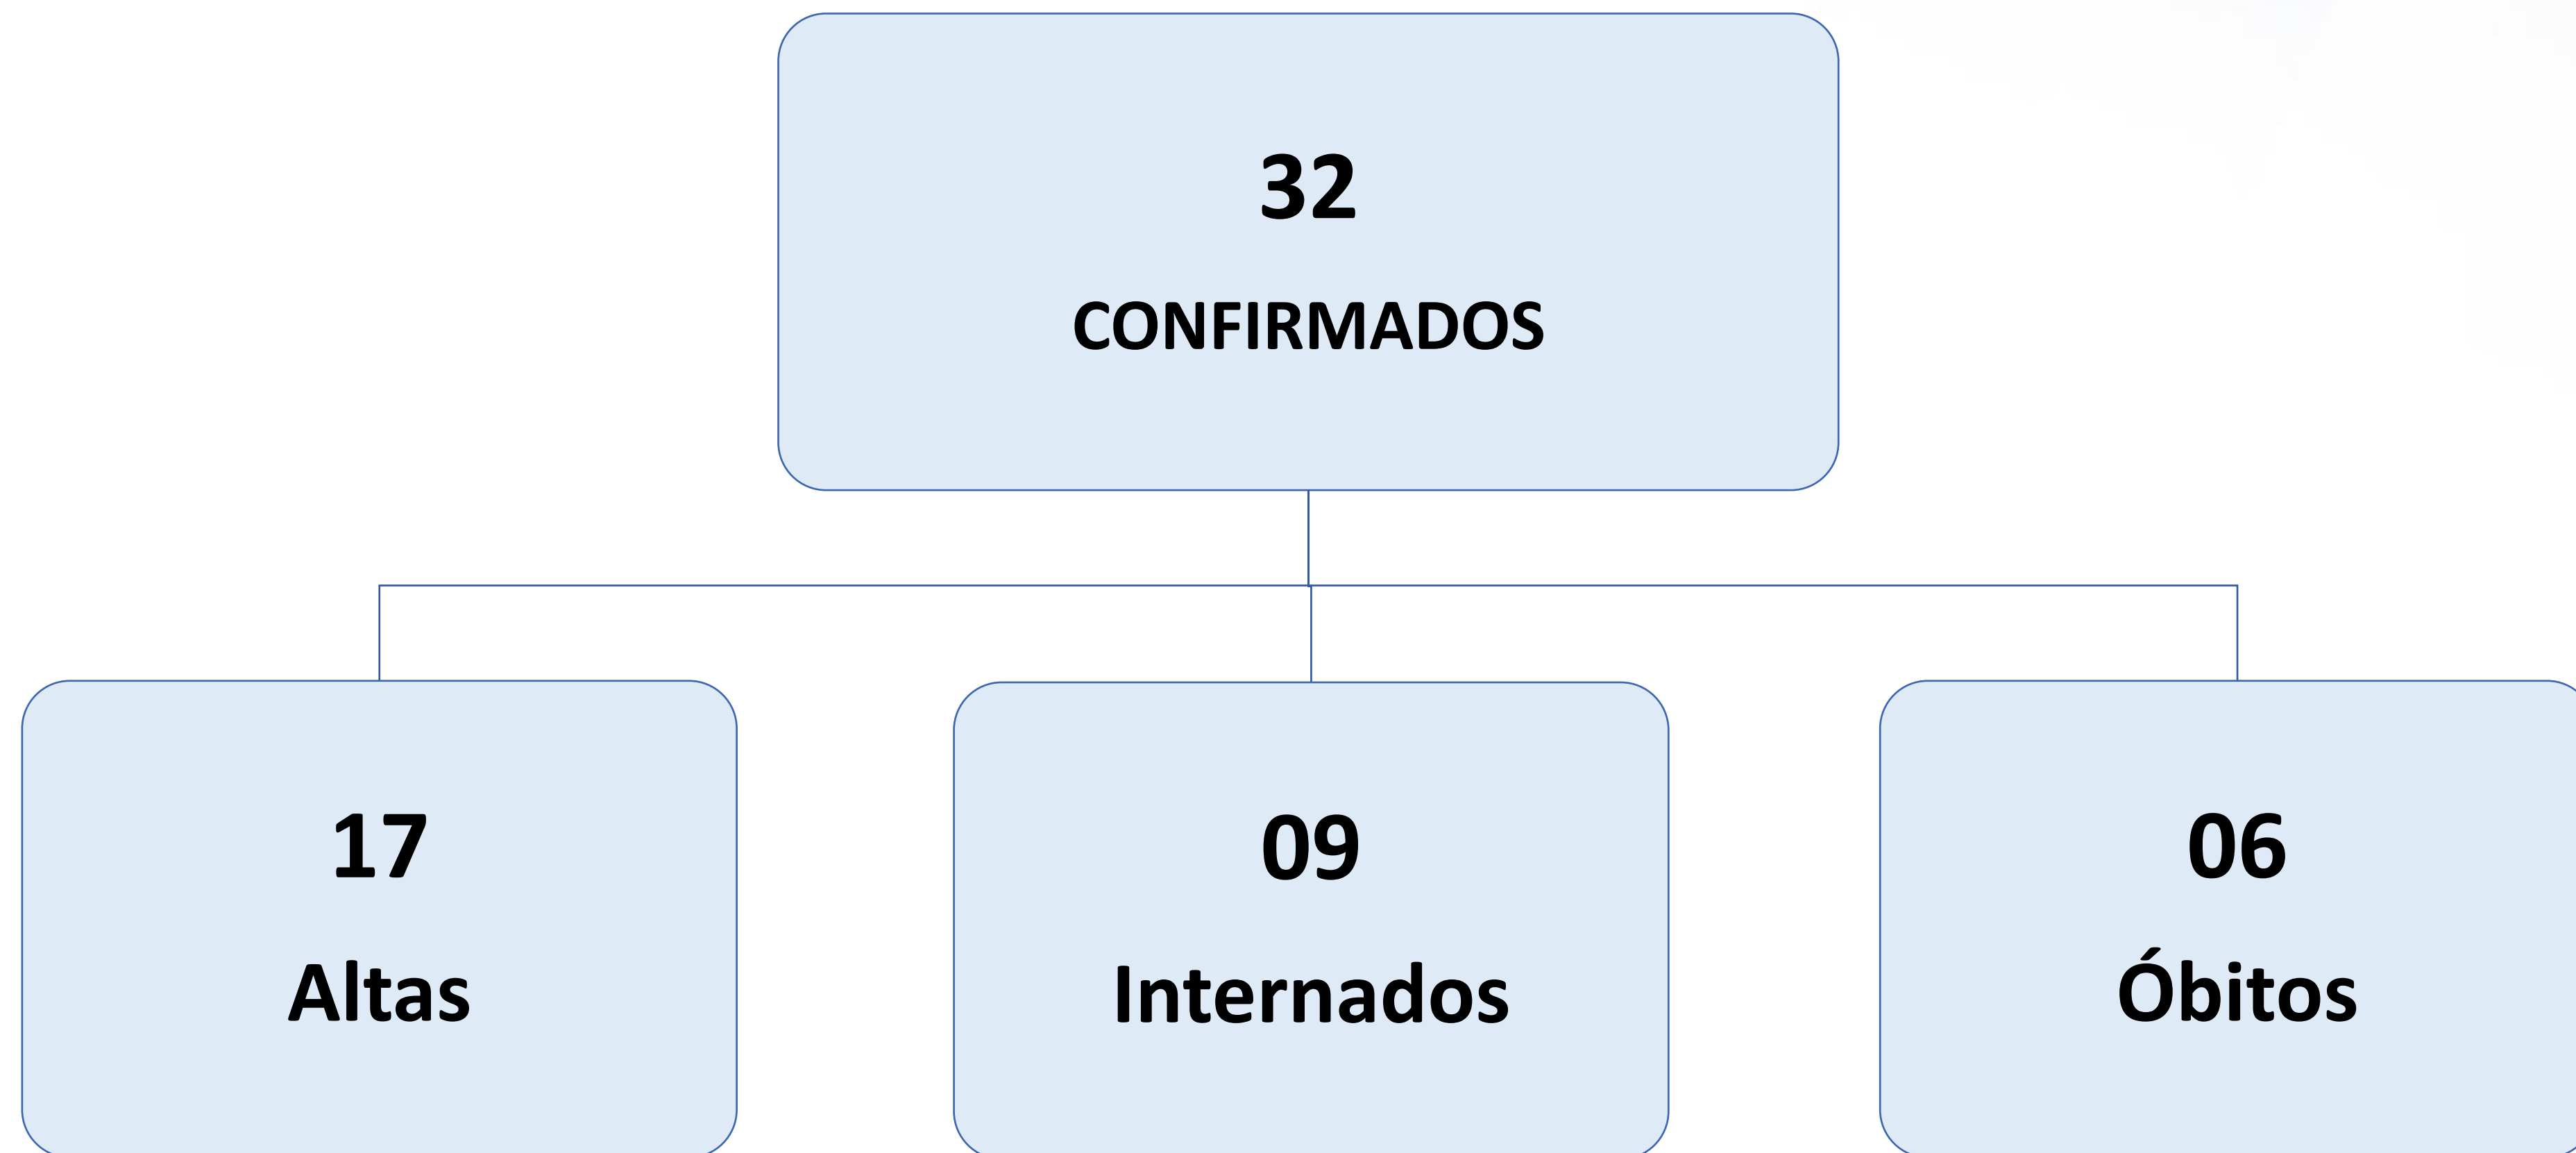 32
CONFIRMADOS
17
Altas
09
Internados
06
Óbitos